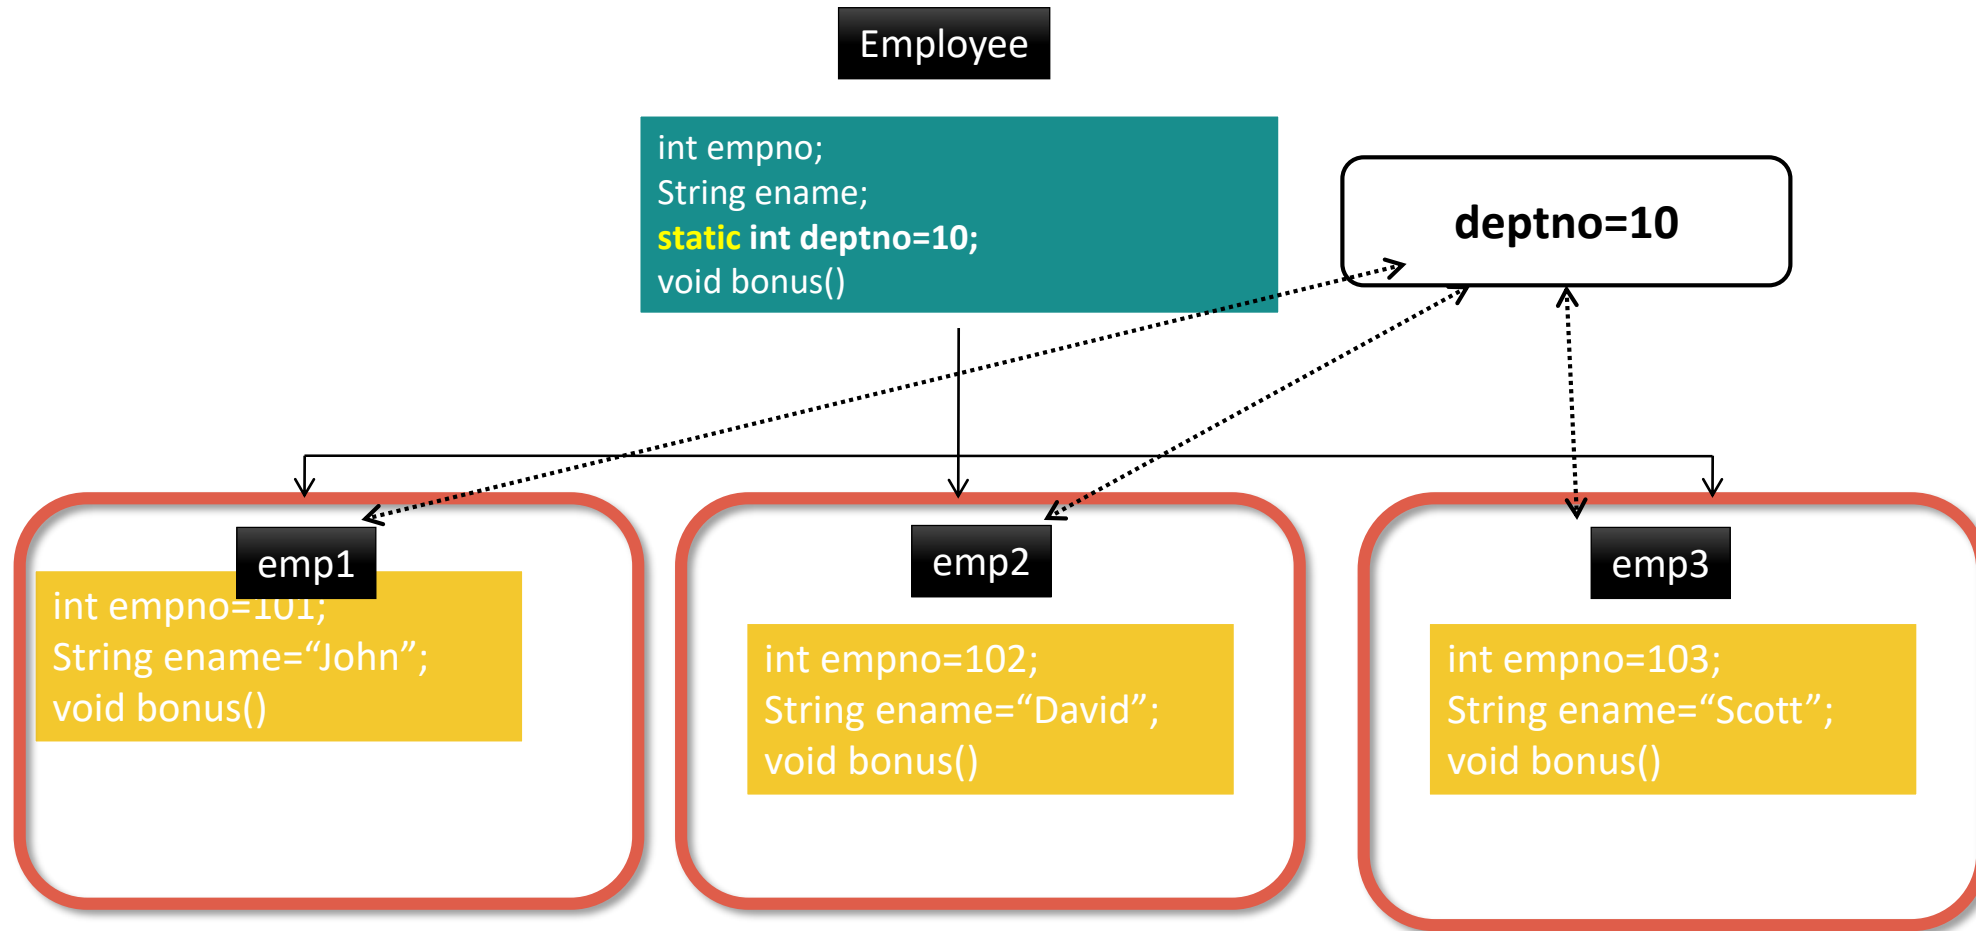 Employee
int empno;
String ename;
static int deptno=10;
void bonus()
deptno=10
emp1
int empno=101;
String ename=“John”;
void bonus()
emp2
int empno=102;
String ename=“David”;
void bonus()
emp3
int empno=103;
String ename=“Scott”;
void bonus()